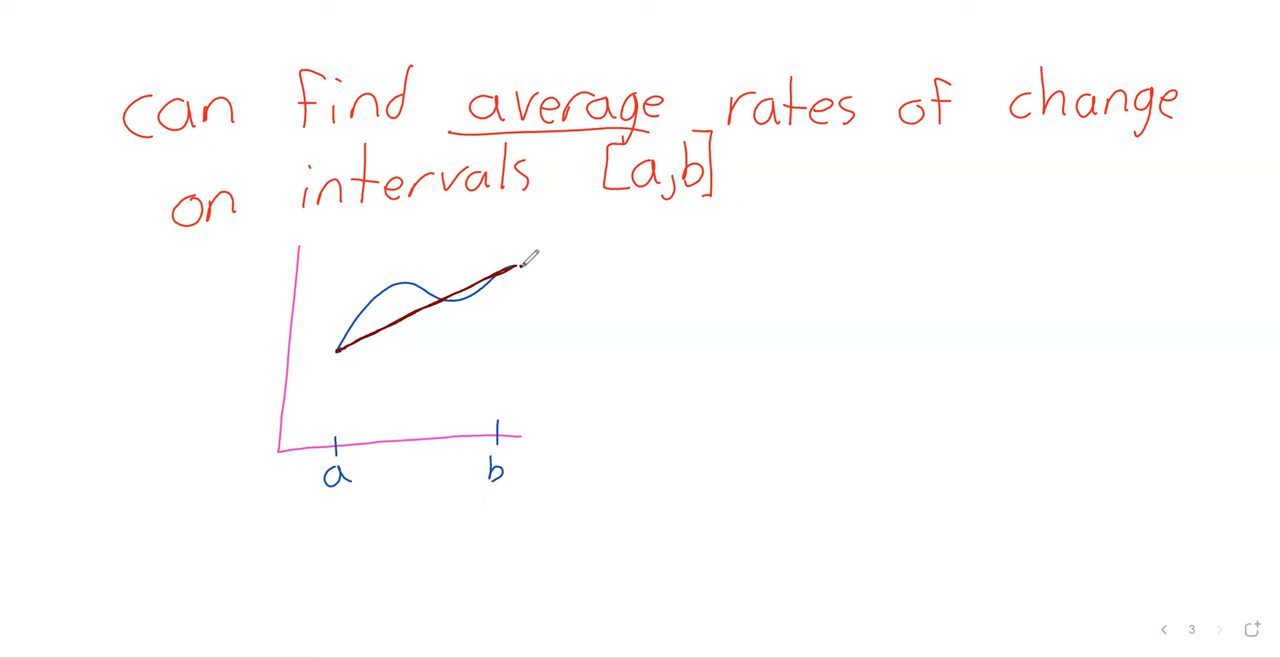 can find average rates of change
on intervals [a,b]
a
b
3